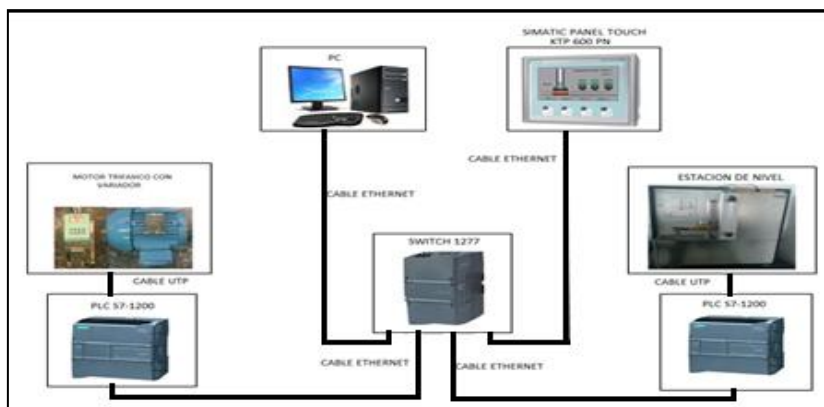 SIMATIC PANEL TOUCH
KTP 600 PN
PC
CABLE ETHERNET
CABLE ETHERNET
MOTOR TRIFASICO CON
VARIADOR
ESTACION DE NIVEL
SWITCH 1277
CABLE UTP
CABLE UTP
PLC S7-1200
PLC S7-1200
CABLE ETHERNET
CABLE ETHERNET